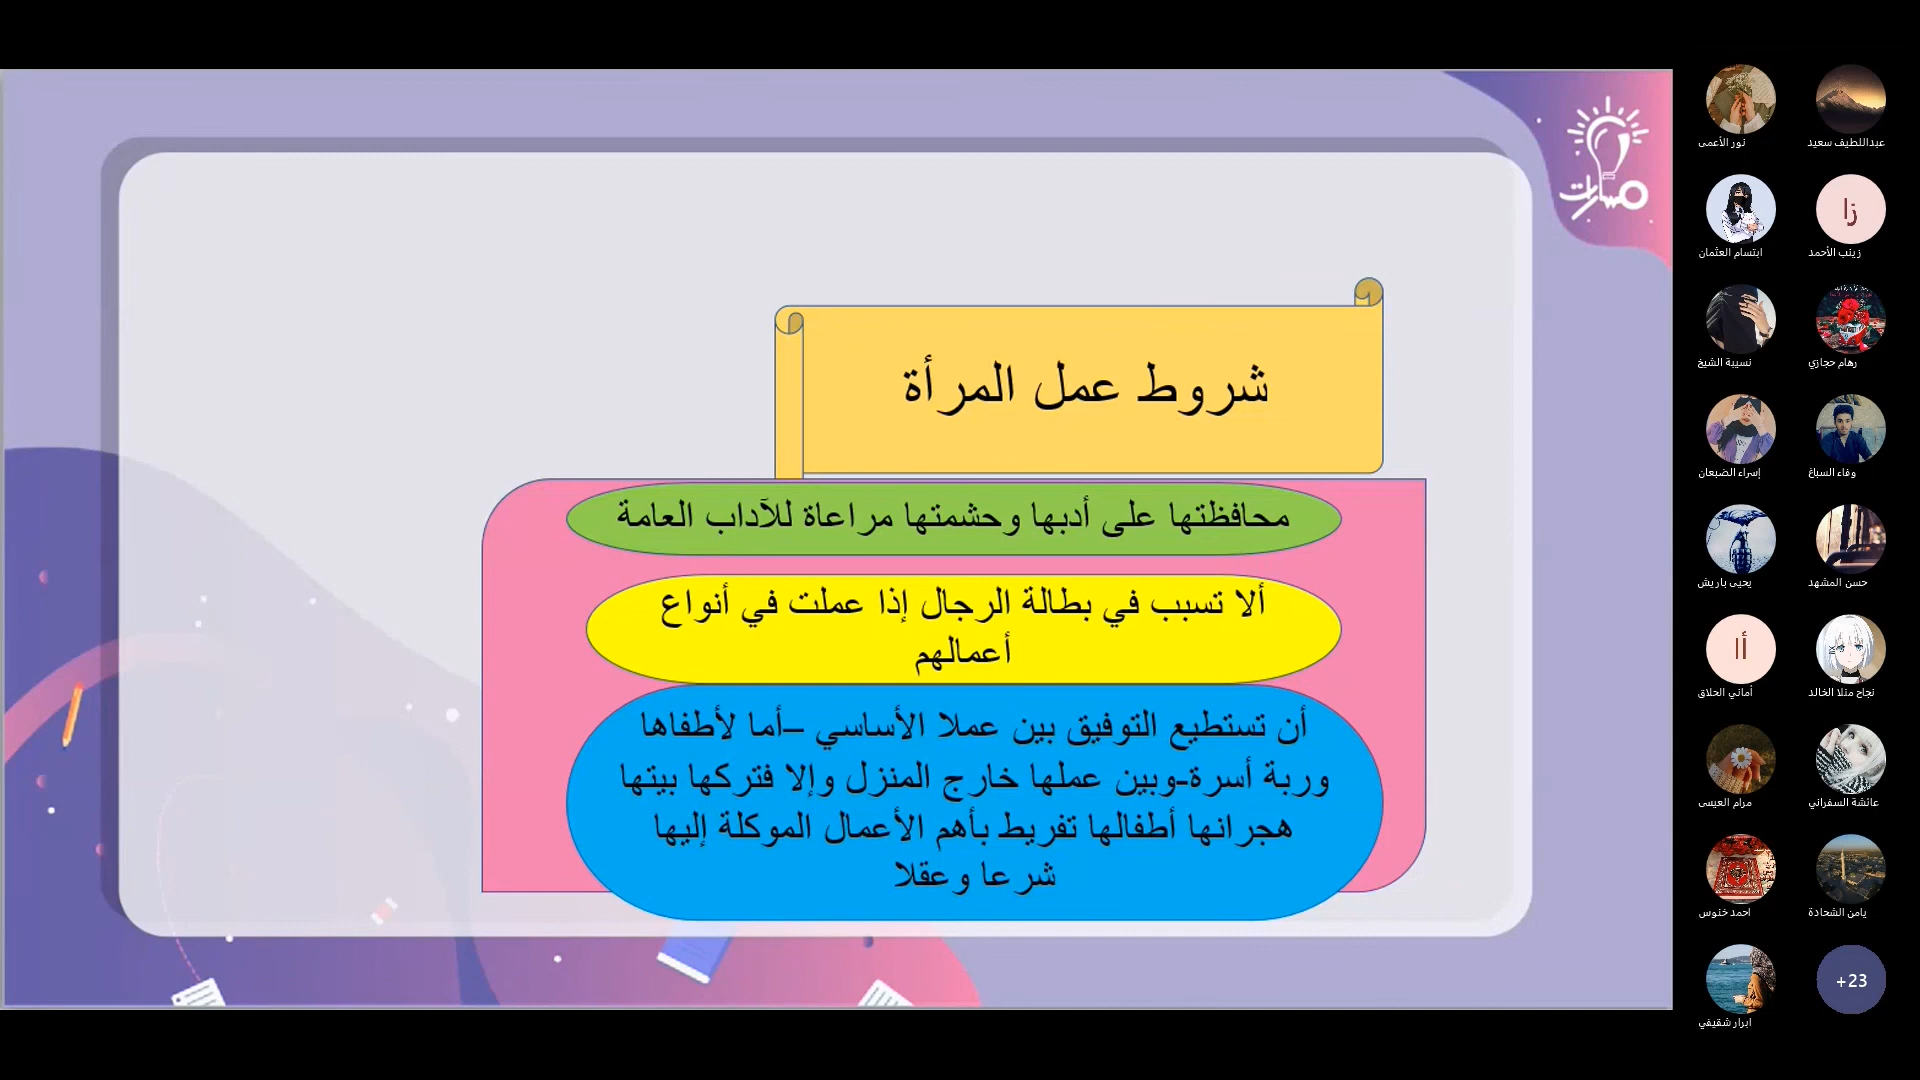 مسارات
شروط عمل المرأة
محافظتها على أدبها وحشمتها مراعاة للآداب العامة
ألا تسبب في بطالة الرجال إذا عملت في أنواع
أعمالهم
أن تستطيع التوفيق بين عملا الأساسي –أما لأطفاها
وربة أسرة-وبين عملها خارج المنزل وإلا فتركها بيتها
هجرانها أطفالها تفريط بأهم الأعمال الموكلة إليها
شرعا وعقلا
عبداللطيف سعيد
نور الأعمى
زا
زينب الأحمد
ابتسام العثمان
رهام حجازي
نسيبة الشيخ
وفاء السباغ
إسراء الضبعان
حسن المشهد
يحيى باريش
أا
نجاح منلا الخالد
أماني الحلاق
عائشة السفراني
مرام العيسى
يامن الشحادة
احمد خنوس
+23
ابرار شقيفي